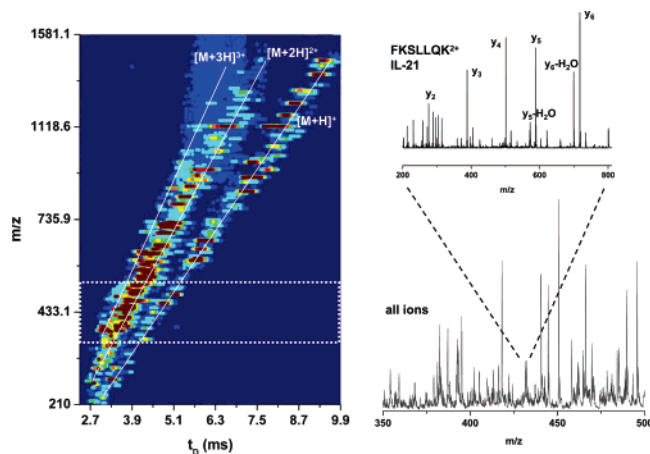 1581.1
1118.6
735.9
433.1
210
m/z
[M+3H]³⁺
[M+2H]²⁺
[M+H]⁺
2.7 3.9 5.1 6.3 7.5 8.7 9.9
t_D (ms)
FKSLLQK²⁺
IL-21
y₂
y₃
y₄
y₅
y₆
y₆-H₂O
y₅-H₂O
200 400 600 800
m/z
all ions
350 400 450 500
m/z